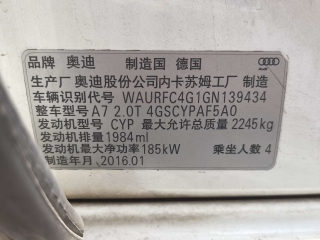 品牌 奥迪 制造国 德国
生产厂 奥迪股份公司内卡苏姆工厂 制造
车辆识别代号 WAURFC4G1GN139434
整车型号 A7 2.0T 4GSCYPAF5A0
发动机型号 CYP 最大允许总质量 2245kg
发动机排量 1984ml
发动机最大净功率 185kW 乘坐人数 4
制造年月 2016.01